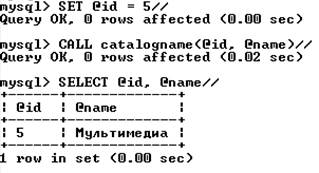 mysql> SET @id = 5//
Query OK, 0 rows affected (0.00 sec)
mysql> CALL catalogname(@id, @name)//
Query OK, 0 rows affected (0.02 sec)
mysql> SELECT @id, @name//
+------+-------------+
| @id | @name |
+------+-------------+
| 5 | Мультимедиа |
+------+-------------+
1 row in set (0.00 sec)